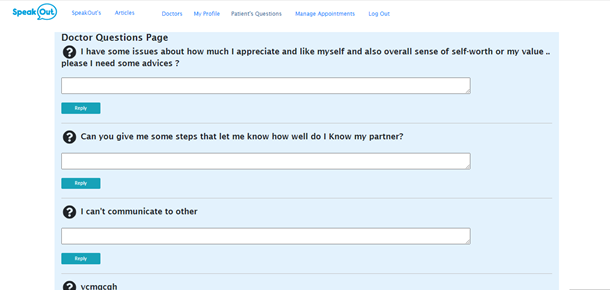 Speak Out.
SpeakOut's Articles Doctors My Profile Patient's Questions Manage Appointments Log Out
Doctor Questions Page
? I have some issues about how much I appreciate and like myself and also overall sense of self-worth or my value ..
please I need some advices ?
Reply
? Can you give me some steps that let me know how well do I Know my partner?
Reply
? I can't communicate to other
Reply
? vcmgcgh